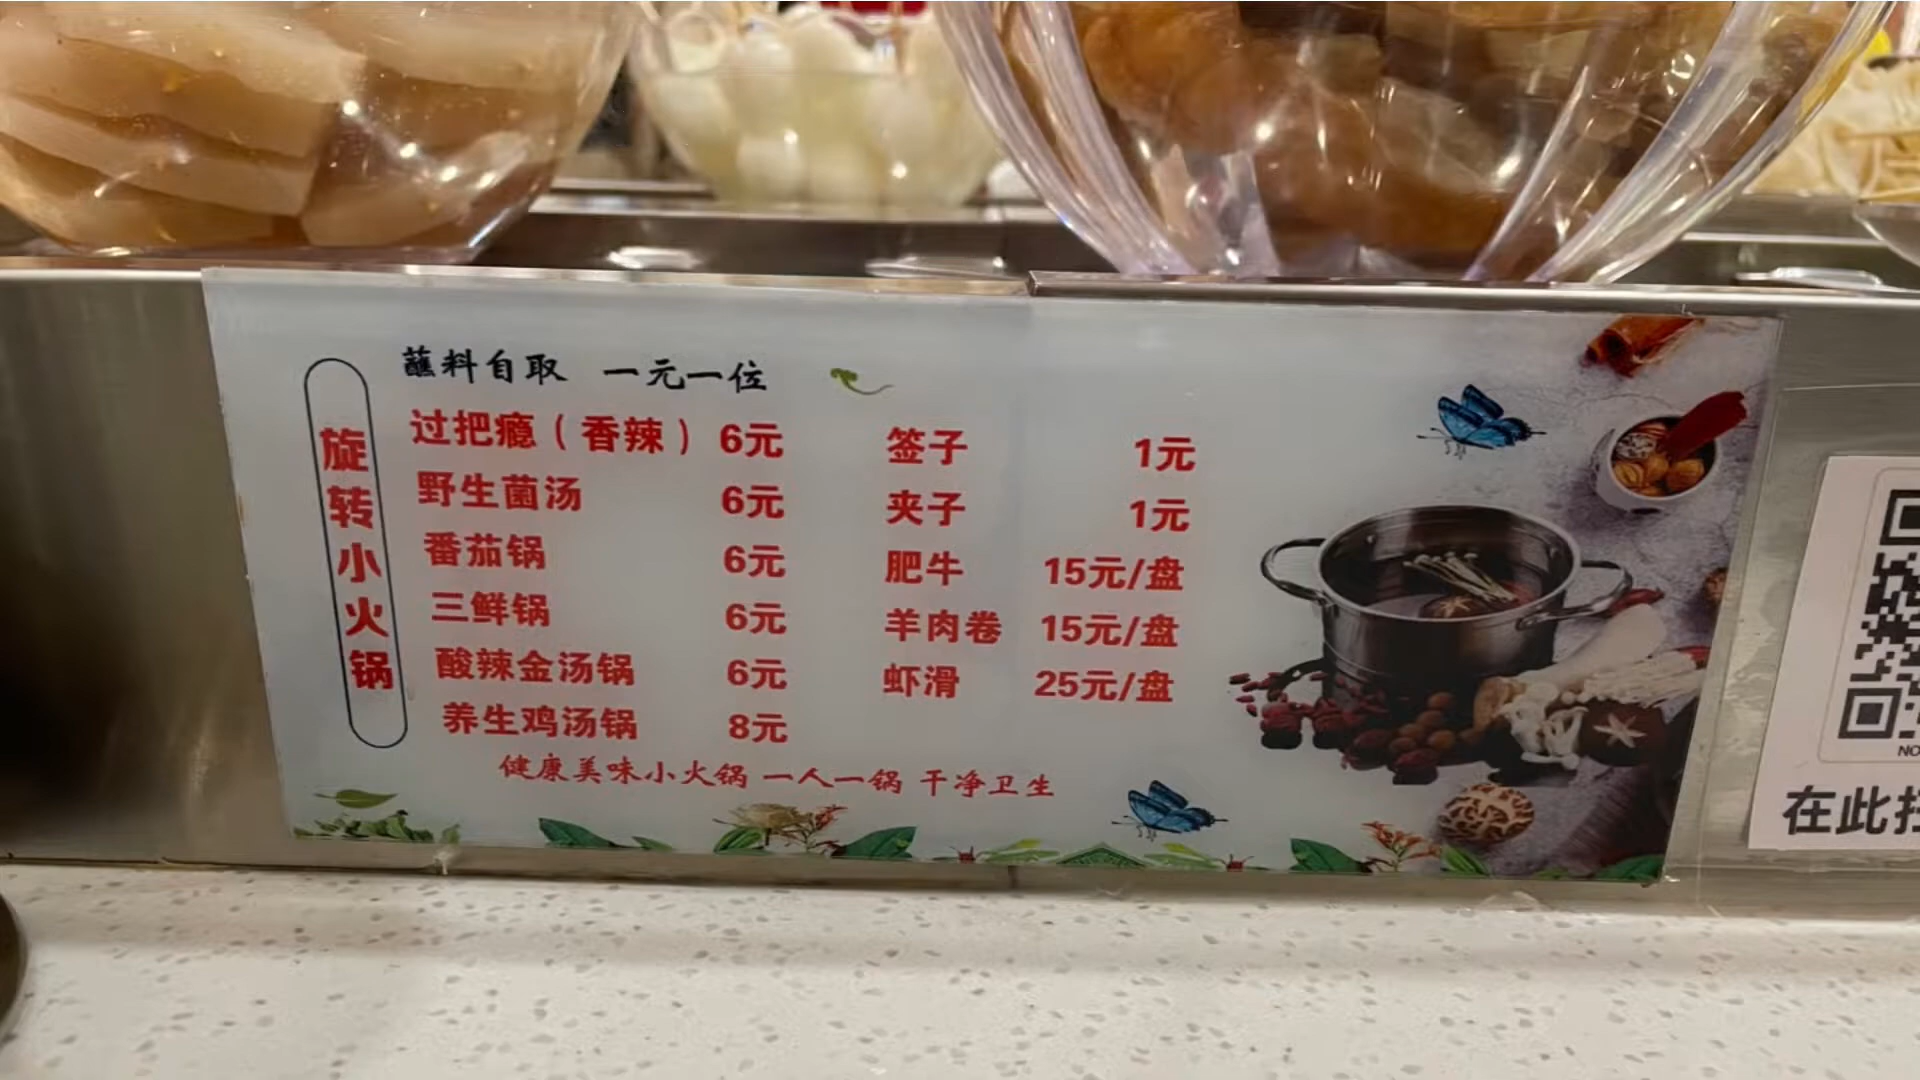 蘸料自取 一元一位
旋转小火锅
过把瘾（香辣）6元
野生菌汤 6元
番茄锅 6元
三鲜锅 6元
酸辣金汤锅 6元
养生鸡汤锅 8元
签子 1元
夹子 1元
肥牛 15元/盘
羊肉卷 15元/盘
虾滑 25元/盘
健康美味小火锅 一人一锅 干净卫生
NO
在此扫